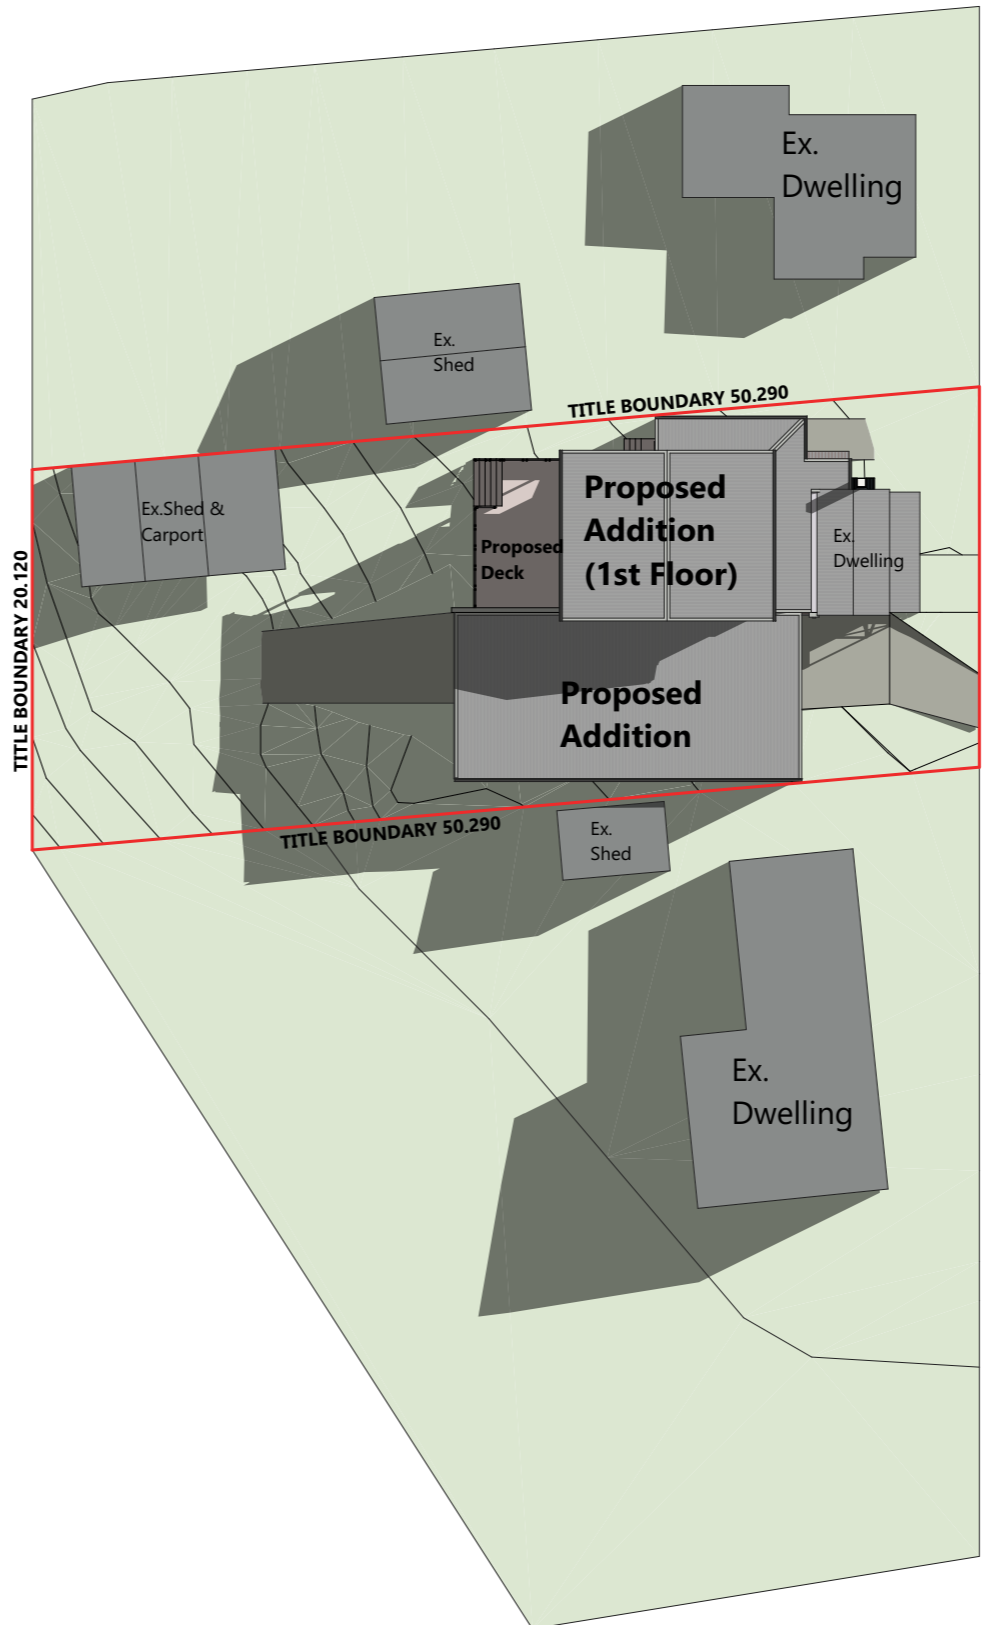 Ex.
Dwelling
Ex.
Shed
TITLE BOUNDARY 50.290
Ex.Shed &
Carport
Proposed
Addition
(1st Floor)
Proposed
Deck
Ex.
Dwelling
TITLE BOUNDARY 20.120
Proposed
Addition
TITLE BOUNDARY 50.290
Ex.
Shed
Ex.
Dwelling